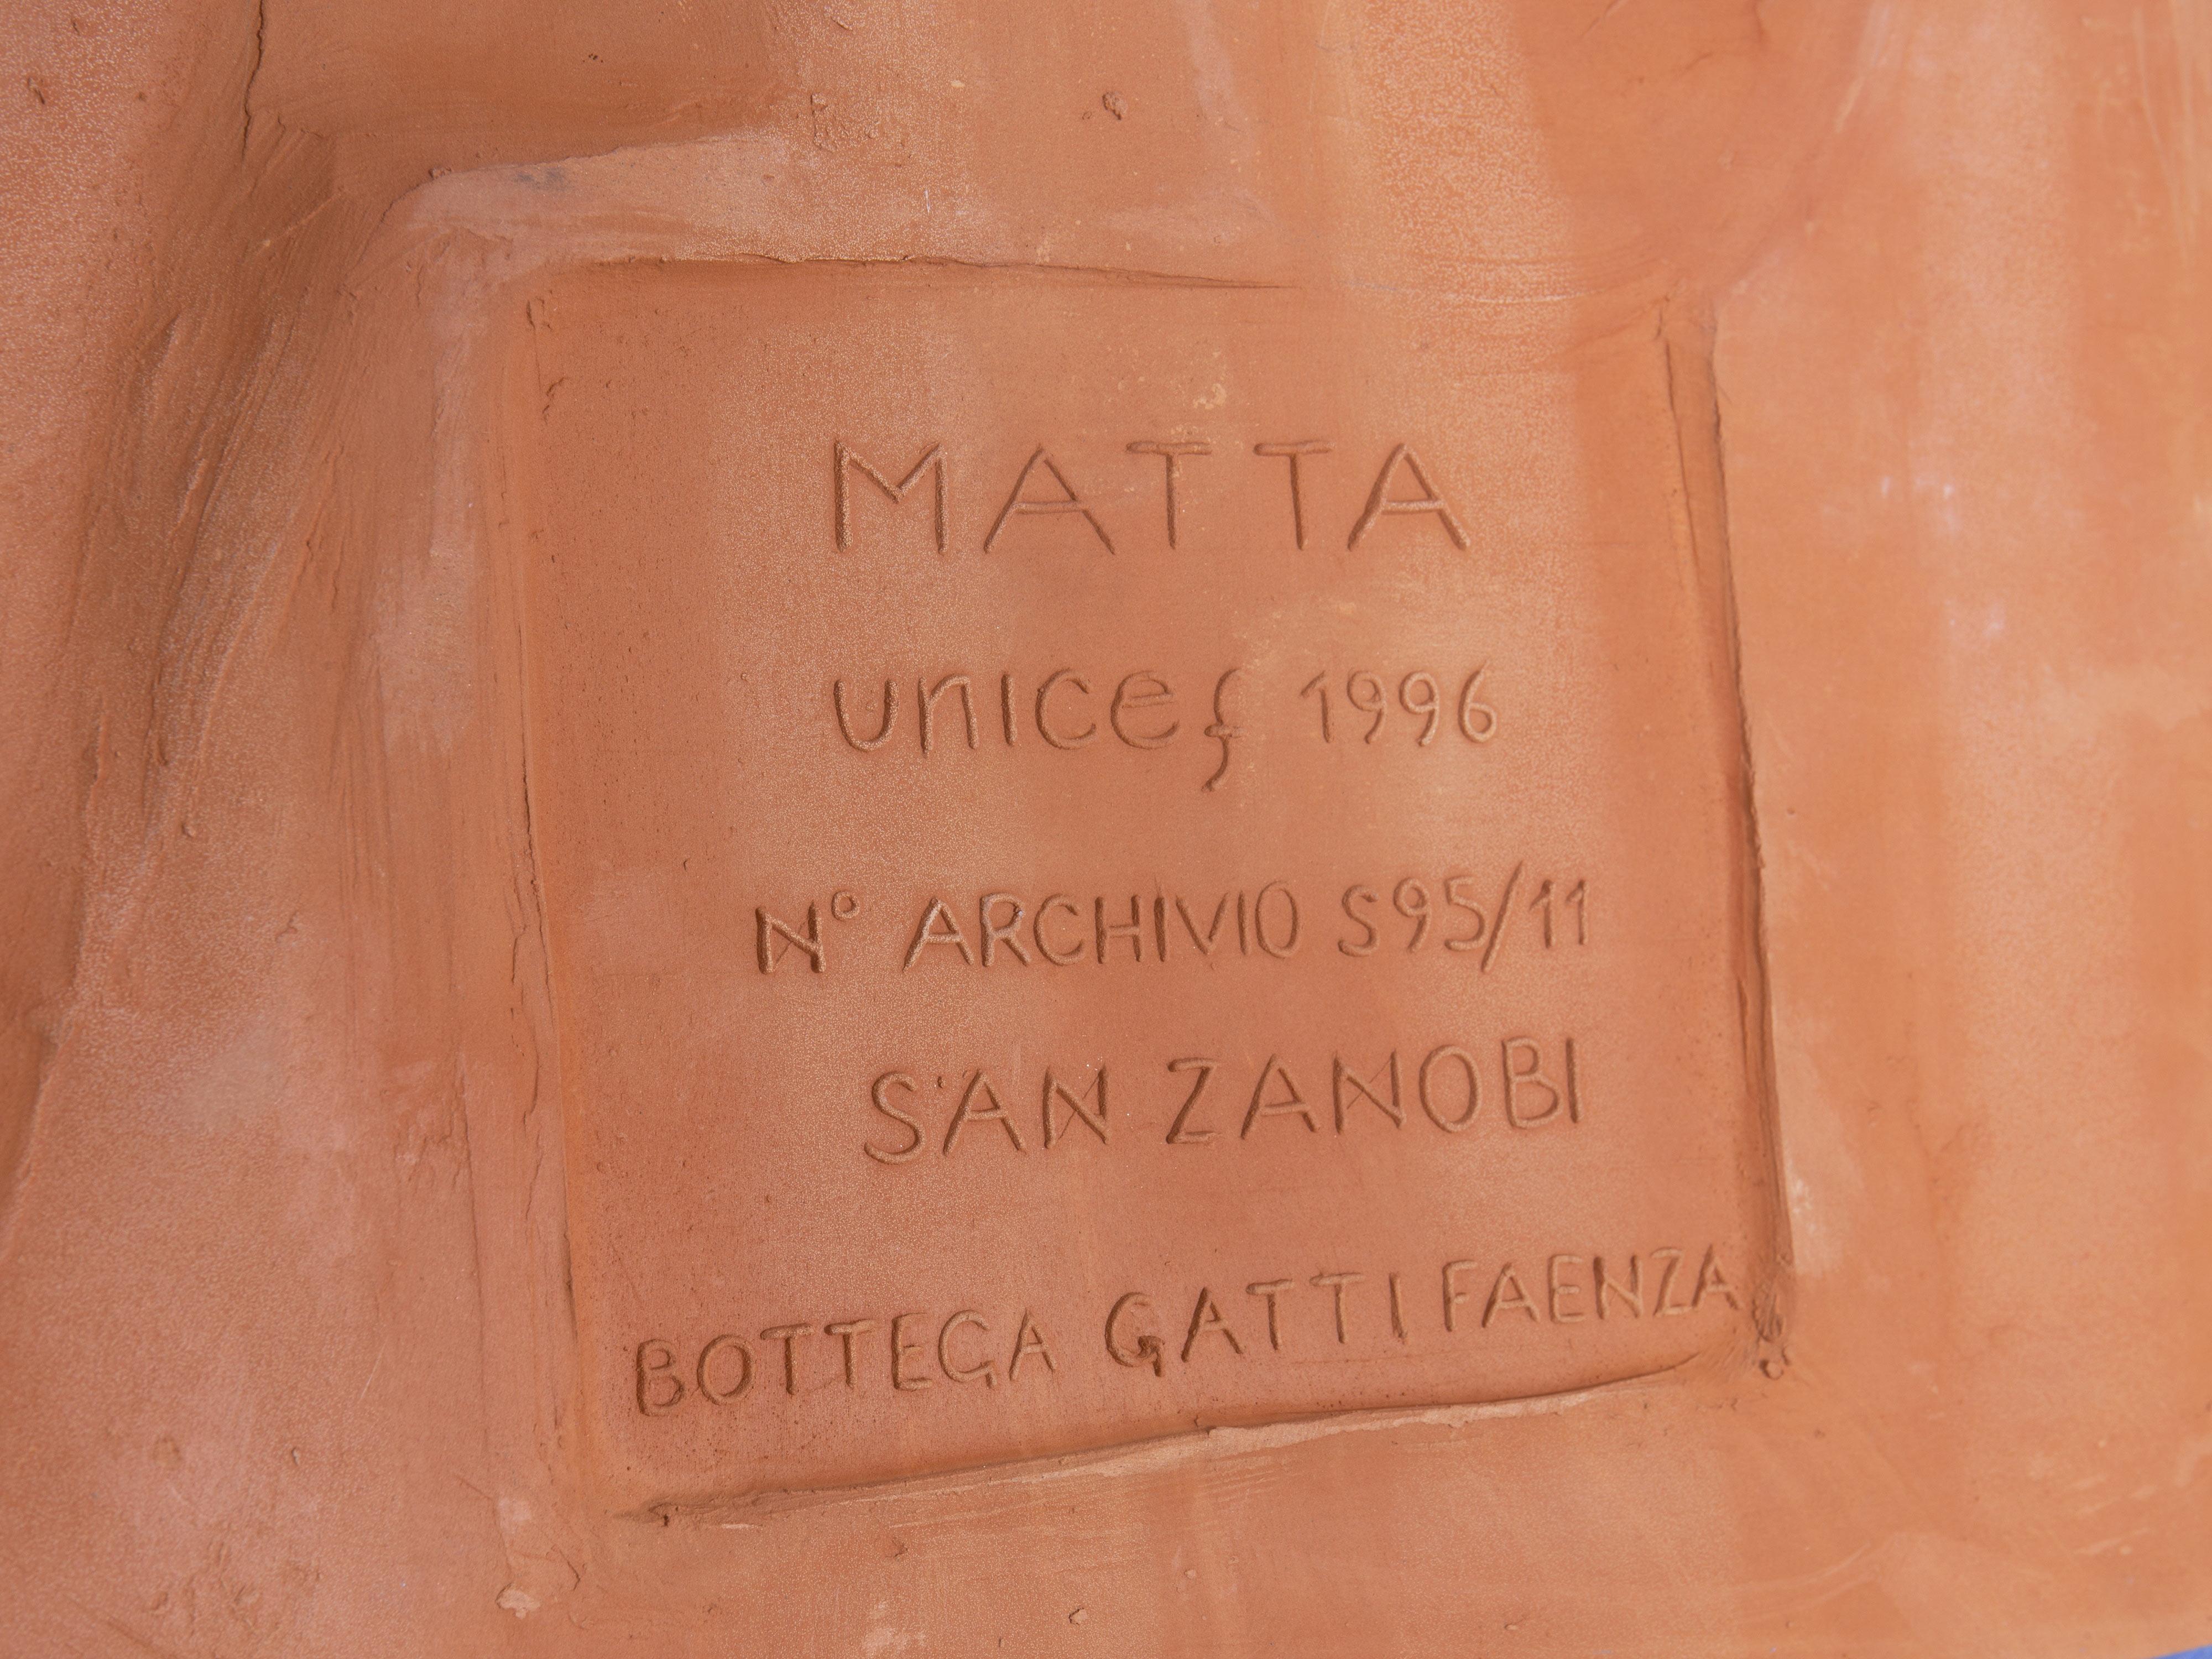 MATTA
unicef 1996
N° ARCHIVIO S95/11
SAN ZANOBI
BOTTEGA GATTI FAENZA